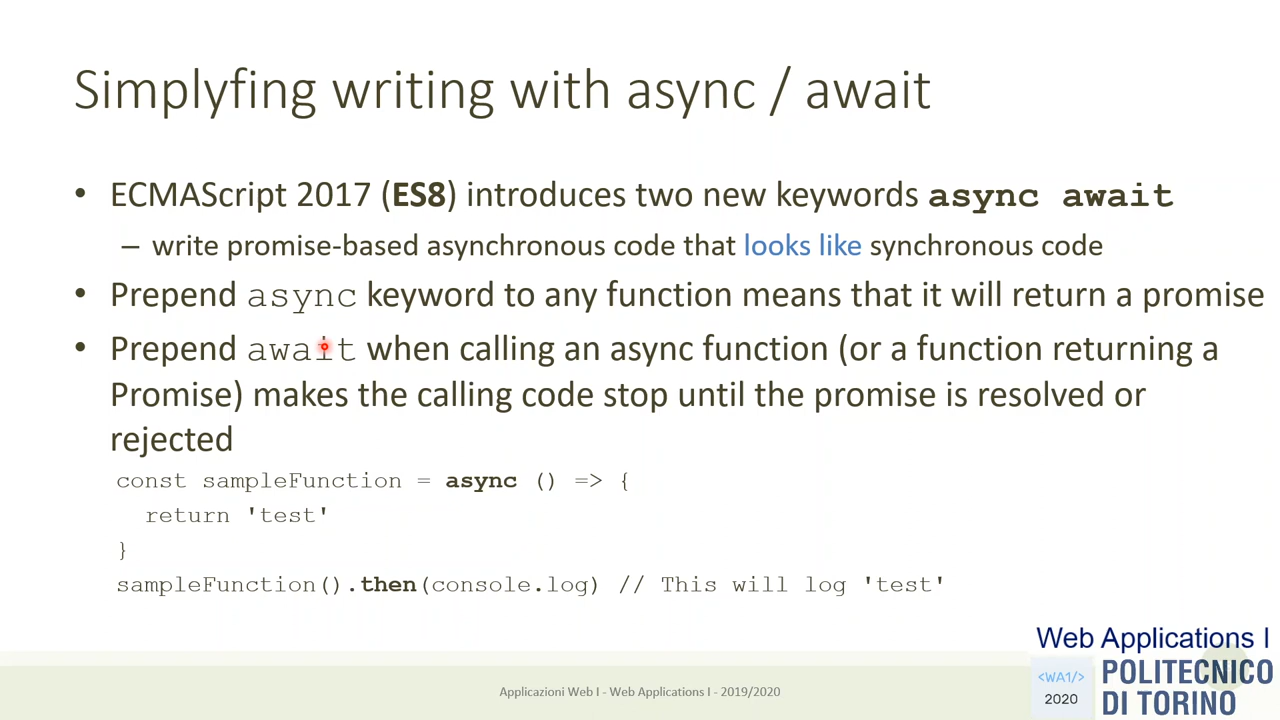 Simplyfing writing with async / await
• ECMAScript 2017 (ES8) introduces two new keywords async await
– write promise-based asynchronous code that looks like synchronous code
• Prepend async keyword to any function means that it will return a promise
• Prepend await when calling an async function (or a function returning a
Promise) makes the calling code stop until the promise is resolved or
rejected
const sampleFunction = async () => {
return 'test'
}
sampleFunction().then(console.log) // This will log 'test'
Web Applications I
<WA1/>
2020
POLITECNICO
DI TORINO
Applicazioni Web I - Web Applications I - 2019/2020